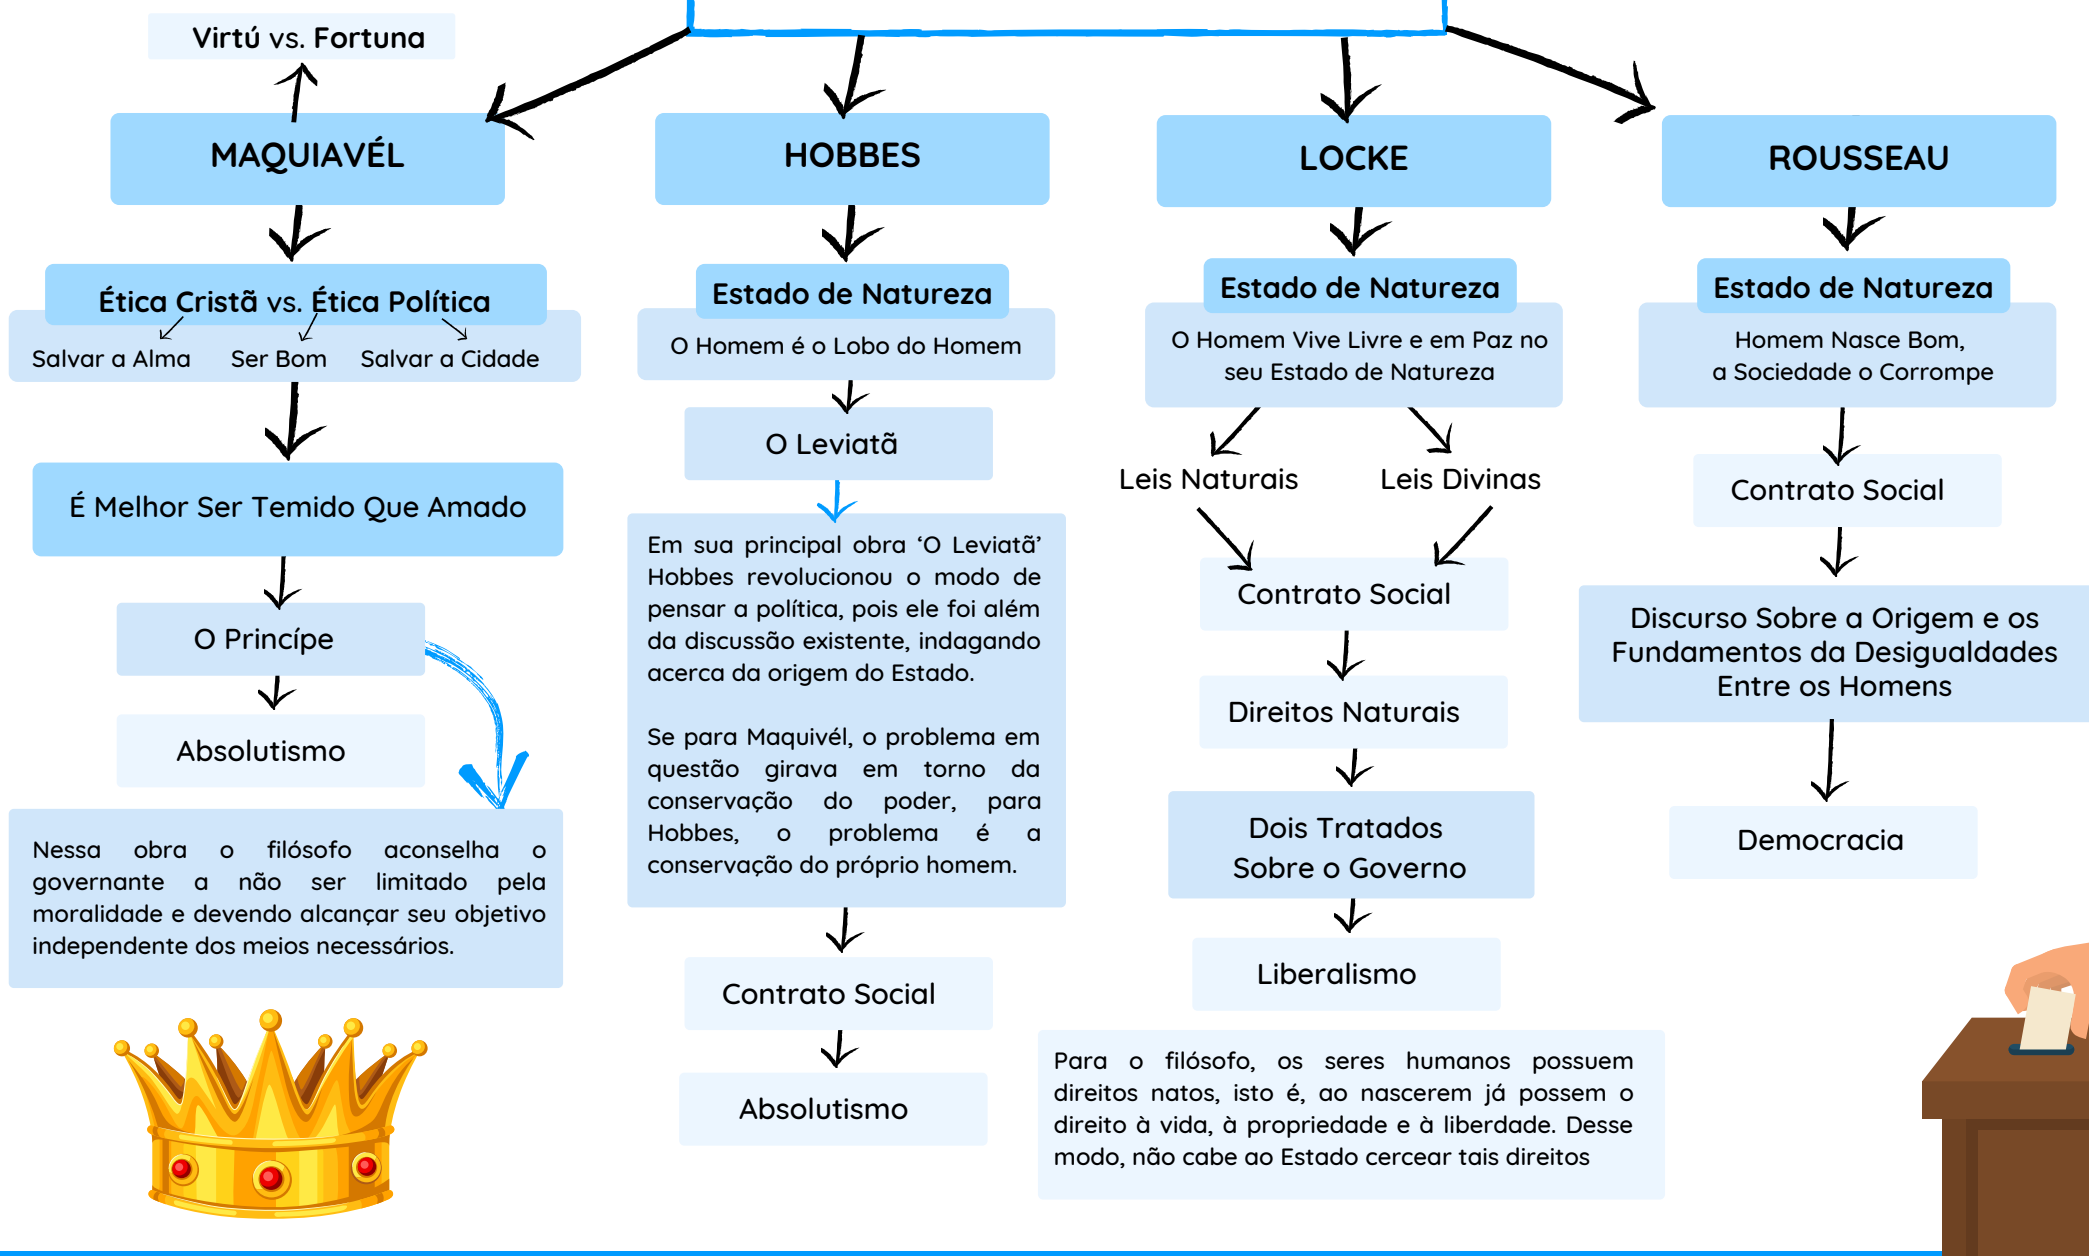 Virtú vs. Fortuna
MAQUIAVÉL
Ética Cristã vs. Ética Política
Salvar a Alma
Ser Bom
Salvar a Cidade
É Melhor Ser Temido Que Amado
O Princípe
Absolutismo
Nessa obra o filósofo aconselha o
governante a não ser limitado pela
moralidade e devendo alcançar seu objetivo
independente dos meios necessários.
HOBBES
Estado de Natureza
O Homem é o Lobo do Homem
O Leviatã
Em sua principal obra ‘O Leviatã’
Hobbes revolucionou o modo de
pensar a política, pois ele foi além
da discussão existente, indagando
acerca da origem do Estado.
Se para Maquivél, o problema em
questão girava em torno da
conservação do poder, para
Hobbes, o problema é a
conservação do próprio homem.
Contrato Social
Absolutismo
LOCKE
Estado de Natureza
O Homem Vive Livre e em Paz no
seu Estado de Natureza
Leis Naturais
Leis Divinas
Contrato Social
Direitos Naturais
Dois Tratados
Sobre o Governo
Liberalismo
Para o filósofo, os seres humanos possuem
direitos natos, isto é, ao nascerem já possem o
direito à vida, à propriedade e à liberdade. Desse
modo, não cabe ao Estado cercear tais direitos
ROUSSEAU
Estado de Natureza
Homem Nasce Bom,
a Sociedade o Corrompe
Contrato Social
Discurso Sobre a Origem e os
Fundamentos da Desigualdades
Entre os Homens
Democracia